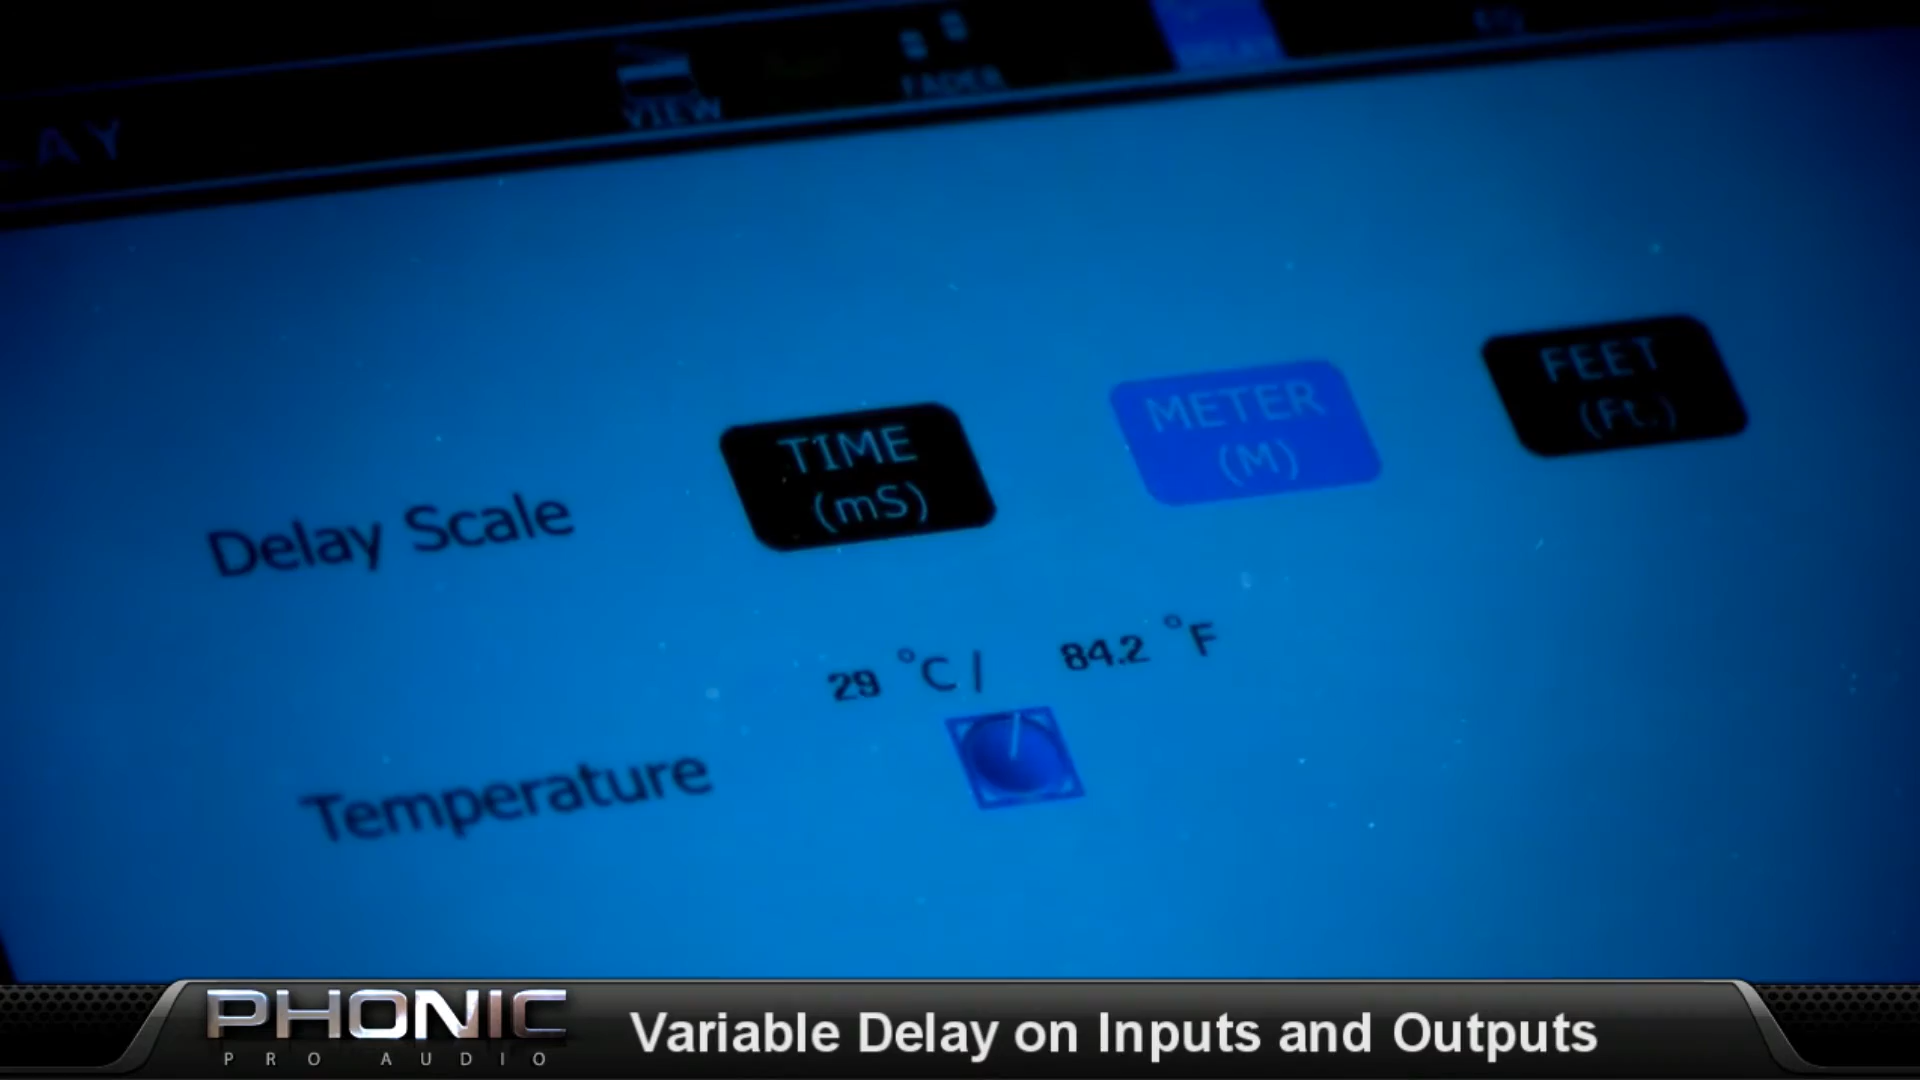 LAY
VIEW
FADER
Delay Scale
TIME
(mS)
METER
(M)
FEET
(Ft.)
29 °C / 84.2 °F
Temperature
PHONIC
PRO AUDIO
Variable Delay on Inputs and Outputs